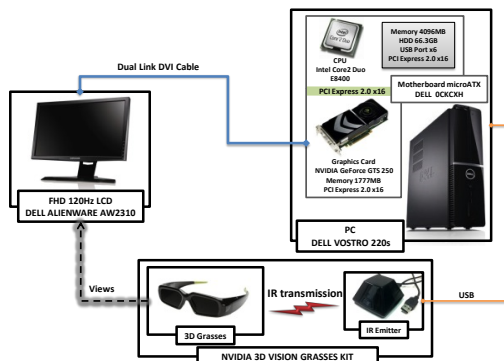 Memory 4096MB
HDD 66.3GB
USB Port x6
PCI Express 2.0 x16
CPU
Intel Core2 Duo
E8400
PCI Express 2.0 x16
Motherboard microATX
DELL 0CKCXH
Dual Link DVI Cable
Graphics Card
NVIDIA GeForce GTS 250
Memory 1777MB
PCI Express 2.0 x16
FHD 120Hz LCD
DELL ALIENWARE AW2310
PC
DELL VOSTRO 220s
Views
IR transmission
USB
3D Grasses
IR Emitter
NVIDIA 3D VISION GRASSES KIT